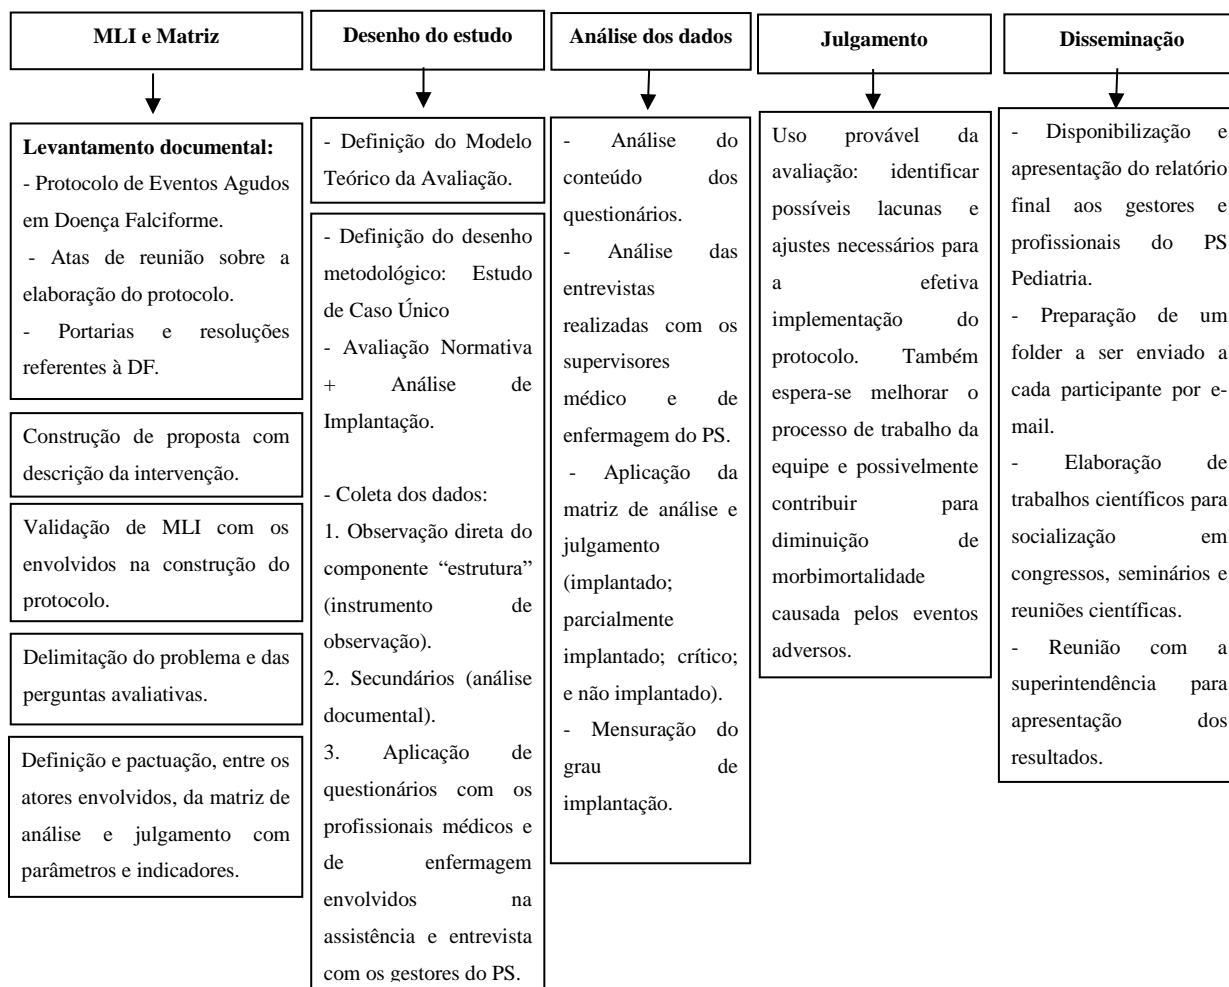 MLI e Matriz
Levantamento documental:
- Protocolo de Eventos Agudos
em Doença Falciforme.
- Atas de reunião sobre a
elaboração do protocolo.
- Portarias e resoluções
referentes à DF.
Construção de proposta com
descrição da intervenção.
Validação de MLI com os
envolvidos na construção do
protocolo.
Delimitação do problema e das
perguntas avaliativas.
Definição e pactuação, entre os
atores envolvidos, da matriz de
análise e julgamento com
parâmetros e indicadores.
Desenho do estudo
- Definição do Modelo
Teórico da Avaliação.
- Definição do desenho
metodológico: Estudo
de Caso Único
- Avaliação Normativa
+ Análise de
Implantação.
- Coleta dos dados:
1. Observação direta do
componente “estrutura”
(instrumento de
observação).
2. Secundários (análise
documental).
3. Aplicação de
questionários com os
profissionais médicos e
de enfermagem
envolvidos na
assistência e entrevista
com os gestores do PS.
Análise dos dados
- Análise do
conteúdo dos
questionários.
- Análise das
entrevistas
realizadas com os
supervisores
médico e de
enfermagem do PS.
- Aplicação da
matriz de análise e
julgamento
(implantado;
parcialmente
implantado; crítico;
e não implantado).
- Mensuração do
grau de
implantação.
Julgamento
Uso provável da
avaliação: identificar
possíveis lacunas e
ajustes necessários para
a efetiva
implementação do
protocolo. Também
espera-se melhorar o
processo de trabalho da
equipe e possivelmente
contribuir para
diminuição de
morbimortalidade
causada pelos eventos
adversos.
Disseminação
- Disponibilização e
apresentação do relatório
final aos gestores e
profissionais do PS
Pediatria.
- Preparação de um
folder a ser enviado a
cada participante por e-
mail.
- Elaboração de
trabalhos científicos para
socialização em
congressos, seminários e
reuniões científicas.
- Reunião com a
superintendência para
apresentação dos
resultados.